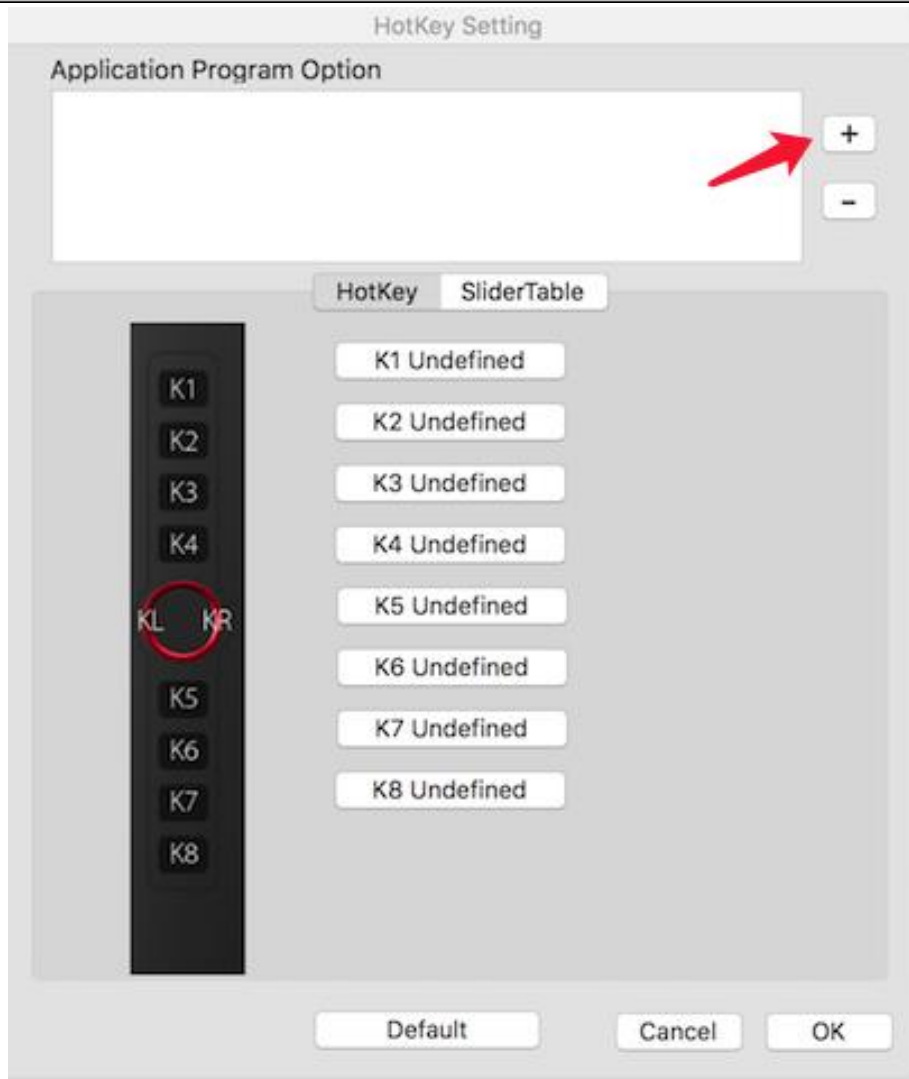 HotKey Setting
Application Program Option
+
-
HotKey SliderTable
K1
K2
K3
K4
KL KR
K5
K6
K7
K8
K1 Undefined
K2 Undefined
K3 Undefined
K4 Undefined
K5 Undefined
K6 Undefined
K7 Undefined
K8 Undefined
Default Cancel OK